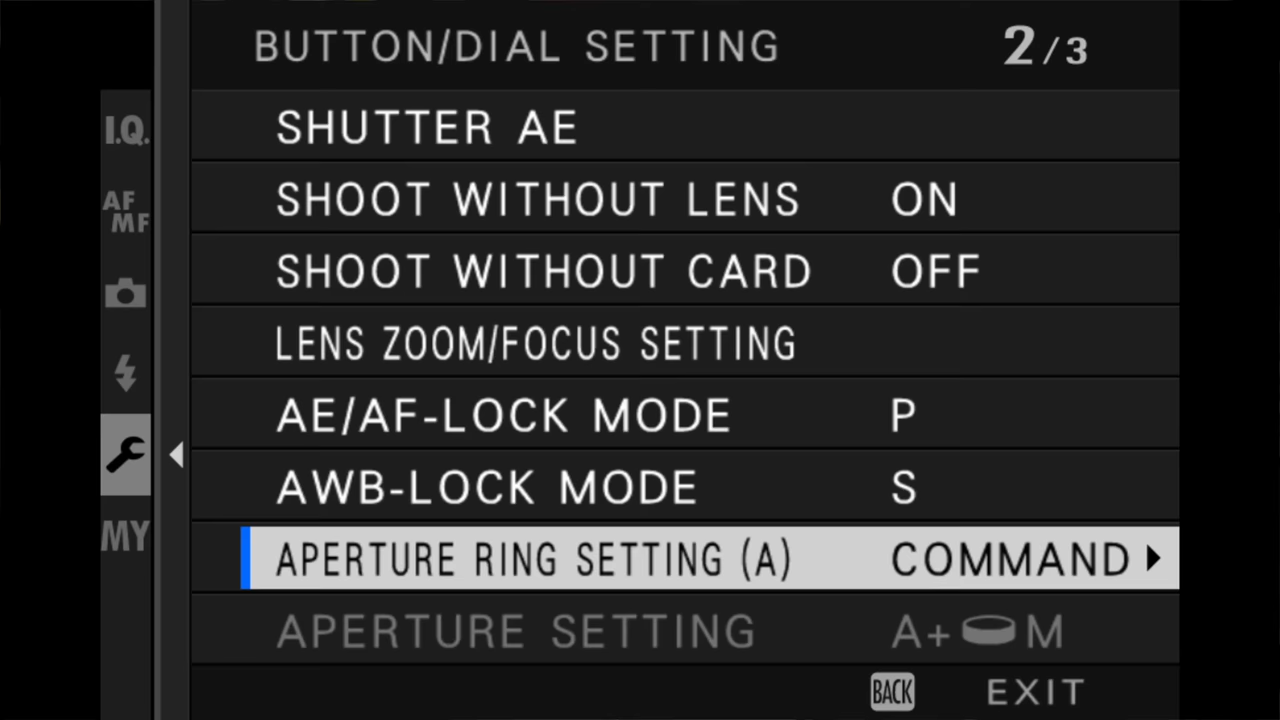 BUTTON/DIAL SETTING 2/3
I.Q.
SHUTTER AE
AF
MF
SHOOT WITHOUT LENS ON
SHOOT WITHOUT CARD OFF
LENS ZOOM/FOCUS SETTING
AE/AF-LOCK MODE P
AWB-LOCK MODE S
MY
APERTURE RING SETTING (A) COMMAND
APERTURE SETTING A+ M
BACK EXIT